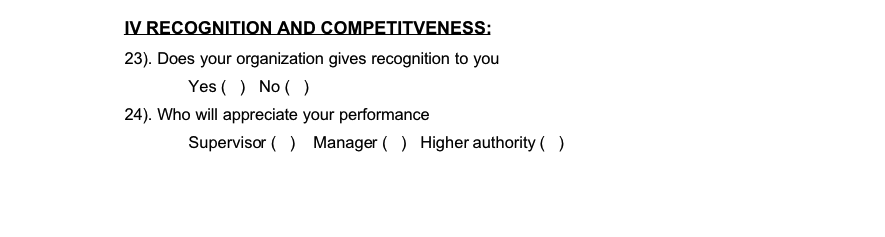 IV RECOGNITION AND COMPETITVENESS:
23). Does your organization gives recognition to you
Yes (  )  No (  )
24). Who will appreciate your performance
Supervisor (  )  Manager (  )  Higher authority (  )